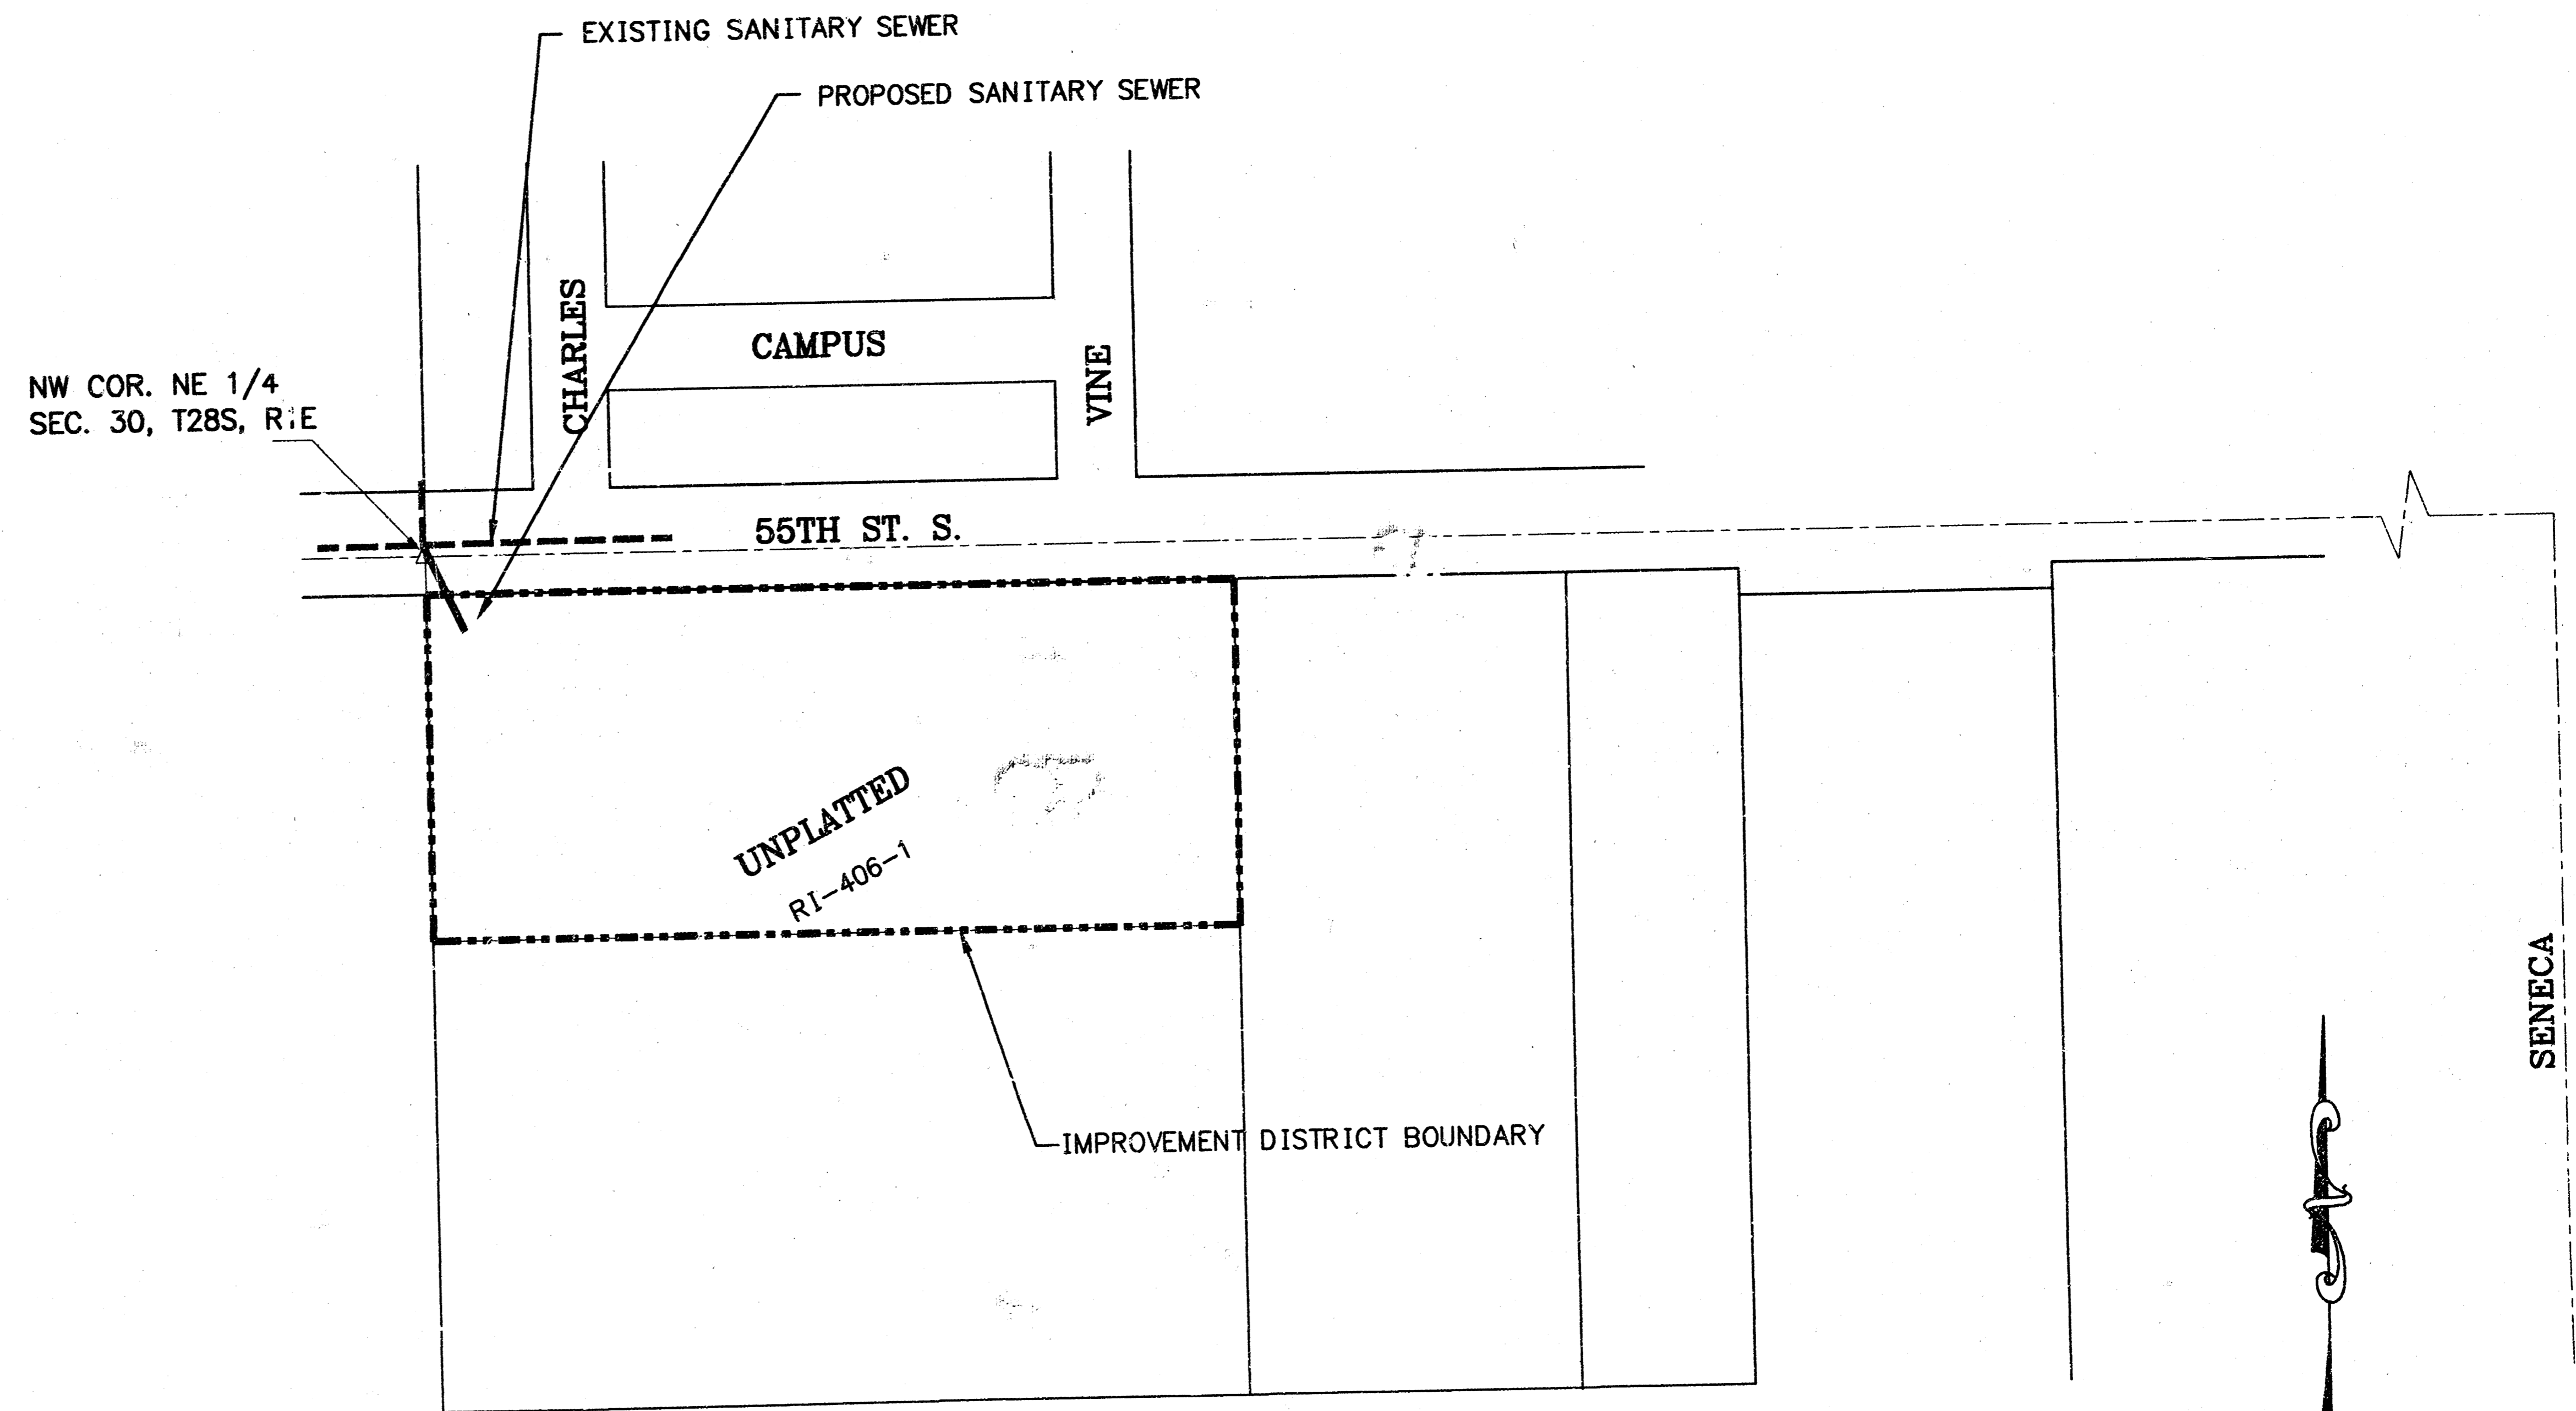 EXISTING SANITARY SEWER
PROPOSED SANITARY SEWER
CHARLES
CAMPUS
VINE
NW COR. NE 1/4
SEC. 30, T28S,
55TH ST. S.
UNPLATTED
RI-406-1
IMPROVEMENT DISTRICT BOUNDARY
SENECA